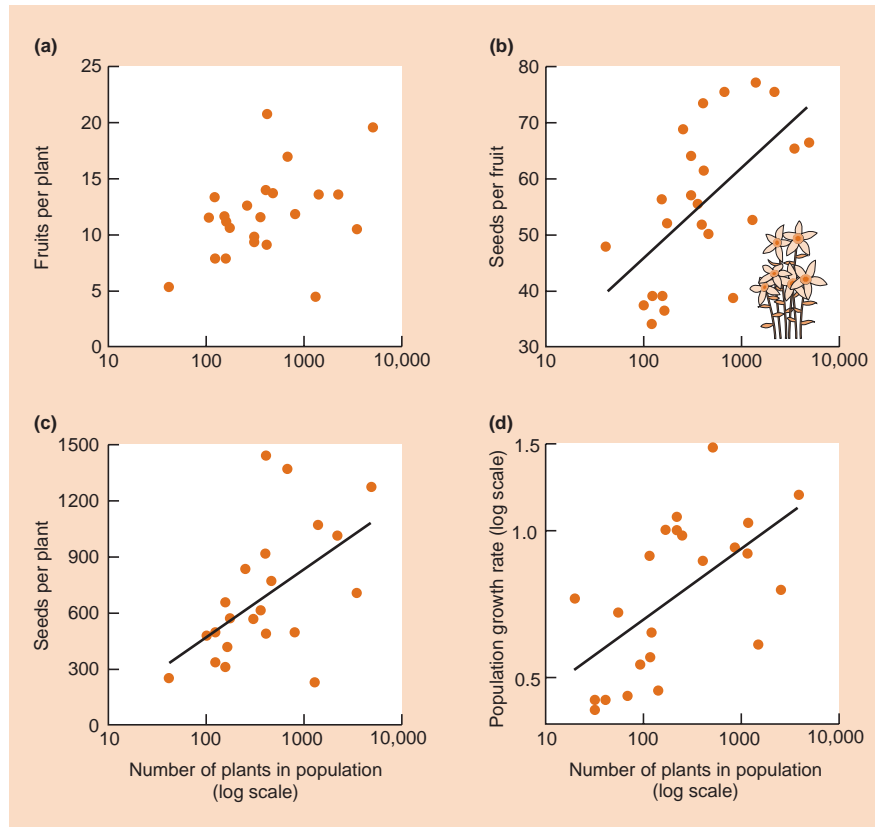 (a)
25
20
15
10
5
0
Fruits per plant
10 100 1000 10,000
(b)
80
70
60
50
40
30
Seeds per fruit
10 100 1000 10,000
(c)
1500
1200
900
600
300
0
Seeds per plant
10 100 1000 10,000
Number of plants in population
(log scale)
(d)
1.5
1.0
0.5
Population growth rate (log scale)
10 100 1000 10,000
Number of plants in population
(log scale)